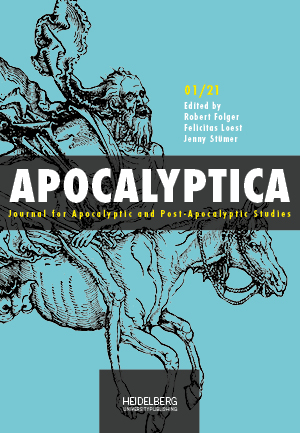 01/21
Edited by
Robert Folger
Felicitas Loest
Jenny Stümer
APOCALYPTICA
Journal for Apocalyptic and Post-Apocalyptic Studies
HEIDELBERG
UNIVERSITY PUBLISHING